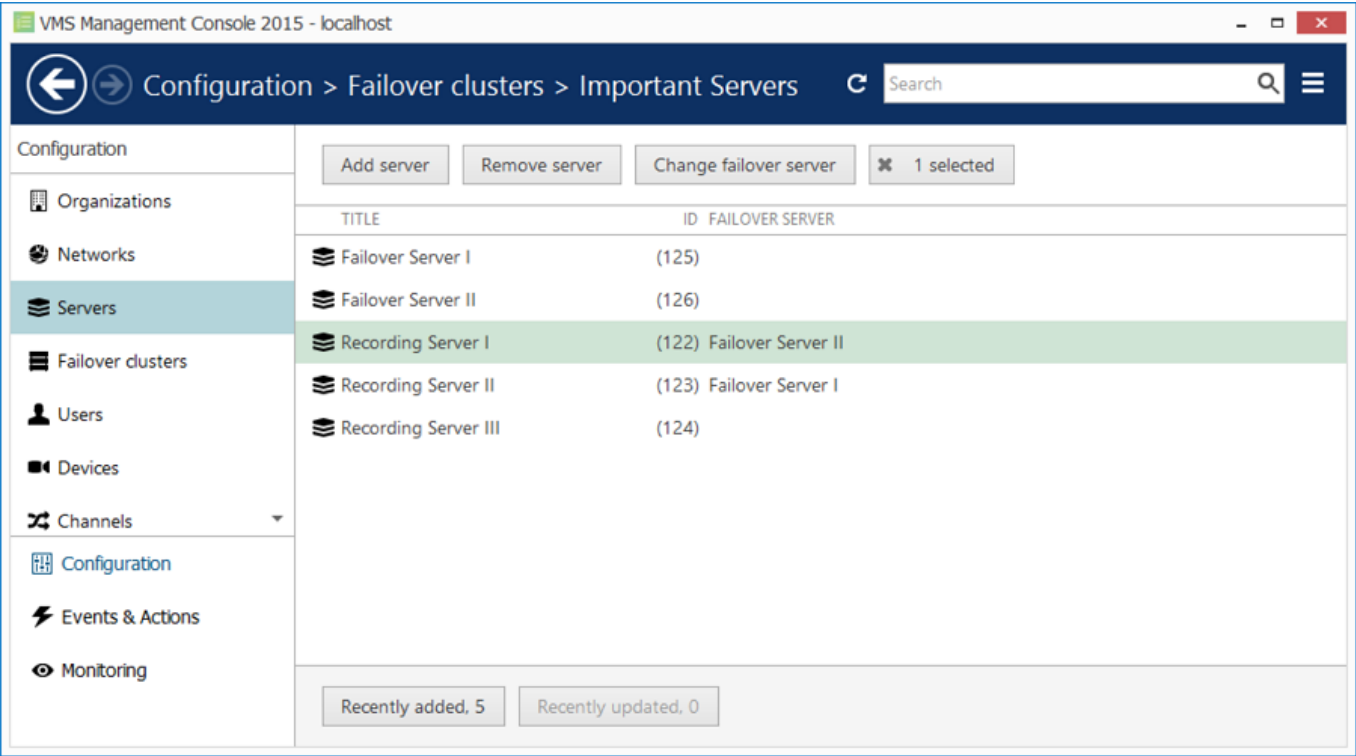 VMS Management Console 2015 - localhost
Configuration > Failover clusters > Important Servers
Search
Configuration
Organizations
Networks
Servers
Failover clusters
Users
Devices
Channels
Configuration
Events & Actions
Monitoring
Add server Remove server Change failover server 1 selected
TITLE ID FAILOVER SERVER
Failover Server I (125)
Failover Server II (126)
Recording Server I (122) Failover Server II
Recording Server II (123) Failover Server I
Recording Server III (124)
Recently added, 5 Recently updated, 0